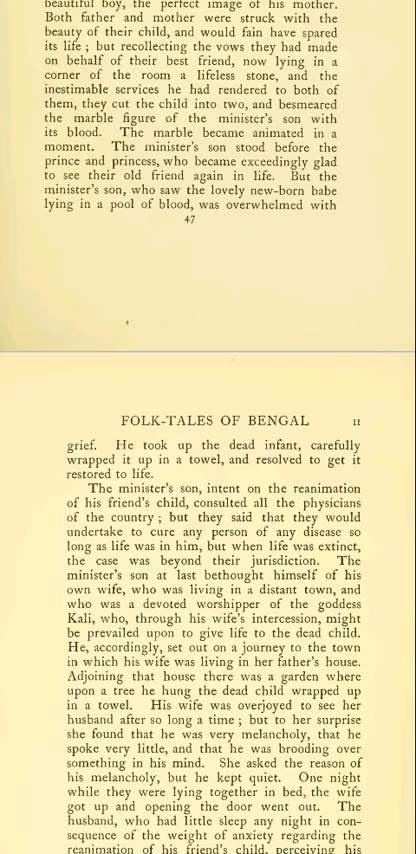 beautiful boy, the perfect image of his mother.
Both father and mother were struck with the
beauty of their child, and would fain have spared
its life ; but recollecting the vows they had made
on behalf of their best friend, now lying in a
corner of the room a lifeless stone, and the
inestimable services he had rendered to both of
them, they cut the child into two, and besmeared
the marble figure of the minister's son with
its blood. The marble became animated in a
moment. The minister's son stood before the
prince and princess, who became exceedingly glad
to see their old friend again in life. But the
minister's son, who saw the lovely new-born babe
lying in a pool of blood, was overwhelmed with
47
FOLK-TALES OF BENGAL II
grief. He took up the dead infant, carefully
wrapped it up in a towel, and resolved to get it
restored to life.
The minister's son, intent on the reanimation
of his friend's child, consulted all the physicians
of the country ; but they said that they would
undertake to cure any person of any disease so
long as life was in him, but when life was extinct,
the case was beyond their jurisdiction. The
minister's son at last bethought himself of his
own wife, who was living in a distant town, and
who was a devoted worshipper of the goddess
Kali, who, through his wife's intercession, might
be prevailed upon to give life to the dead child.
He, accordingly, set out on a journey to the town
in which his wife was living in her father's house.
Adjoining that house there was a garden where
upon a tree he hung the dead child wrapped up
in a towel. His wife was overjoyed to see her
husband after so long a time ; but to her surprise
she found that he was very melancholy, that he
spoke very little, and that he was brooding over
something in his mind. She asked the reason of
his melancholy, but he kept quiet. One night
while they were lying together in bed, the wife
got up and opening the door went out. The
husband, who had little sleep any night in con-
sequence of the weight of anxiety regarding the
reanimation of his friend's child, perceiving his